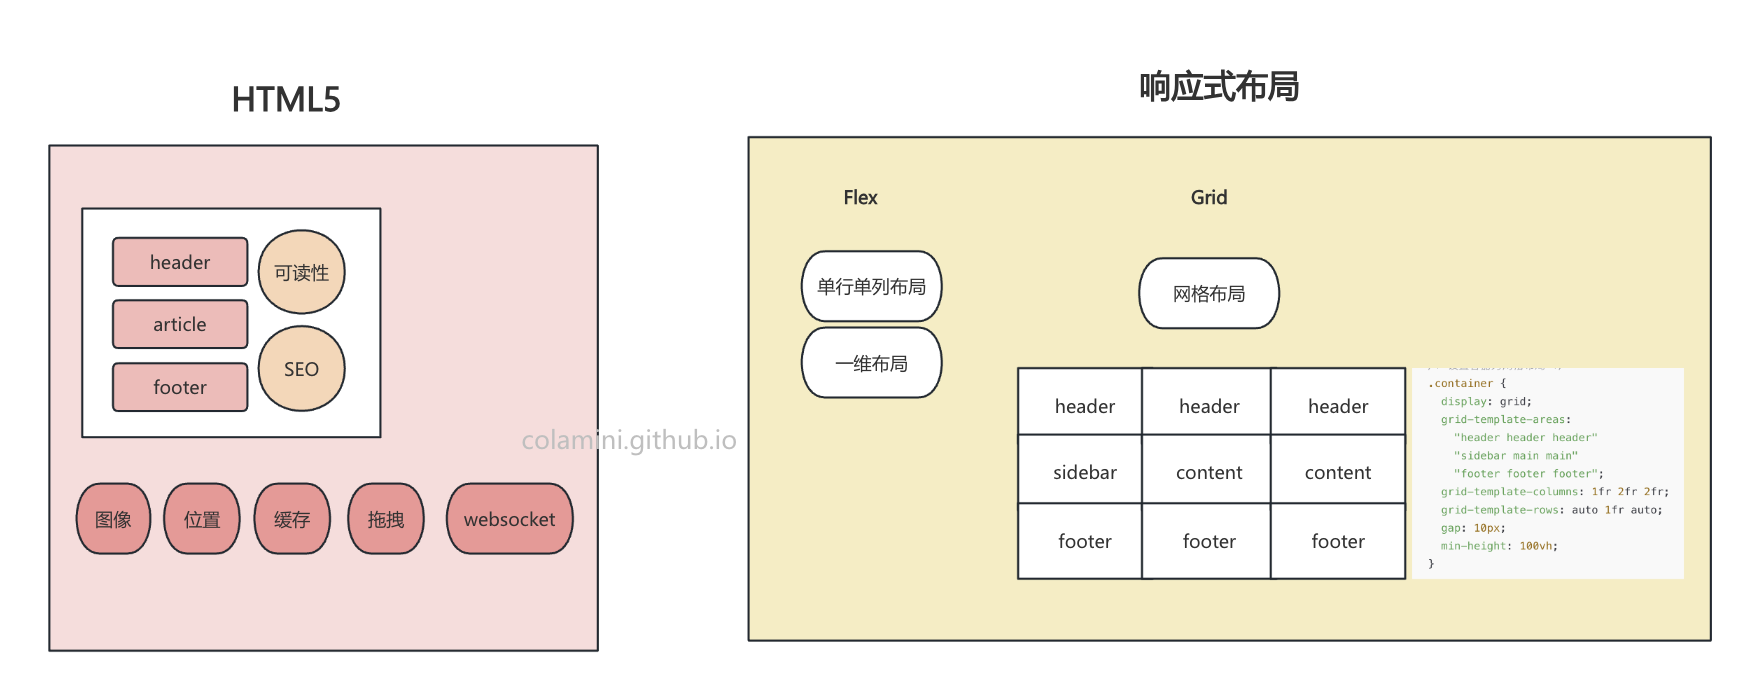 HTML5
header
可读性
article
SEO
footer
图像
位置
缓存
拖拽
websocket
colamini.github.io
响应式布局
Flex
单行单列布局
一维布局
Grid
网格布局
header header header
sidebar content content
footer footer footer
.container {
display: grid;
grid-template-areas:
"header header header"
"sidebar main main"
"footer footer footer";
grid-template-columns: 1fr 2fr 2fr;
grid-template-rows: auto 1fr auto;
gap: 10px;
min-height: 100vh;
}